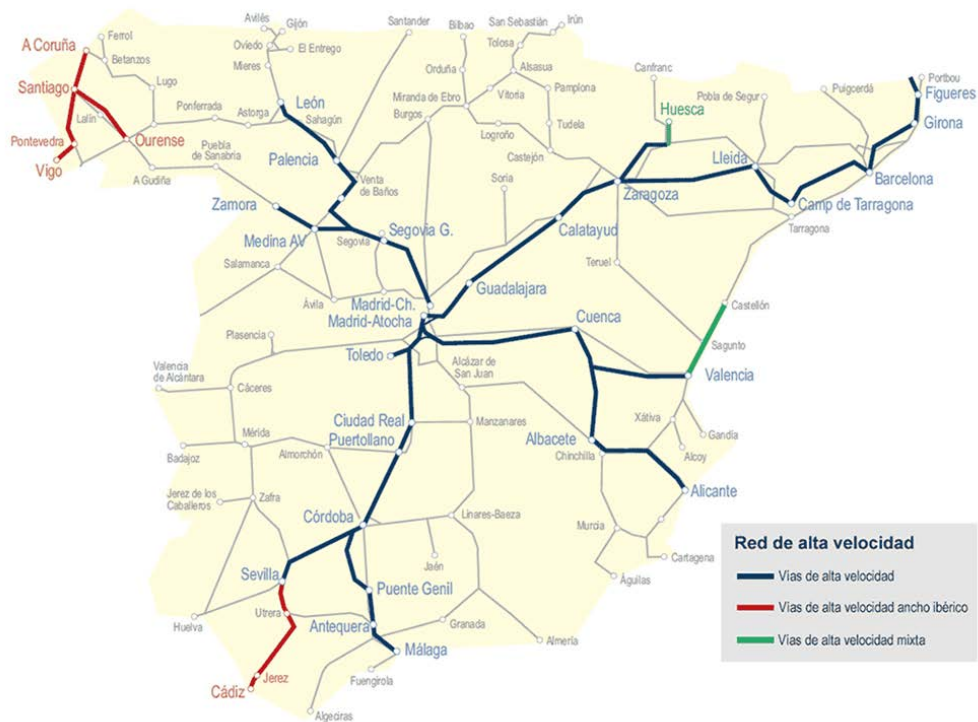 Avilés
Gijón
Santander
Bilbao
San Sebastián
Irún
A Coruña
Ferrol
Oviedo
El Entrego
Tolosa
Betanzos
Mieres
Orduña
Alsasua
Canfranc
Portbou
Santiago
Lugo
León
Miranda de Ebro
Vitoria
Pamplona
Pobla de Segur
Puigcerdá
Figueres
Lalín
Ponferrada
Astorga
Sahagún
Burgos
Logroño
Tudela
Huesca
Girona
Pontevedra
Ourense
Puebla
de Sanabria
Palencia
Castejón
Lleida
Vigo
A Gudiña
Venta
de Baños
Soria
Zaragoza
Barcelona
Zamora
Camp de Tarragona
Medina AV
Segovia
Segovia G.
Calatayud
Tarragona
Salamanca
Teruel
Ávila
Guadalajara
Madrid-Ch.
Castellón
Madrid-Atocha
Cuenca
Plasencia
Sagunto
Toledo
Valencia
de Alcántara
Alcázar de
San Juan
Valencia
Cáceres
Ciudad Real
Manzanares
Xátiva
Mérida
Puertollano
Albacete
Gandía
Badajoz
Almorchón
Chinchilla
Alcoy
Jerez de los
Caballeros
Zafra
Alicante
Córdoba
Linares-Baeza
Murcia
Jaén
Cartagena
Sevilla
Águilas
Puente Genil
Huelva
Utrera
Antequera
Granada
Almería
Málaga
Jerez
Fuengirola
Cádiz
Algeciras
Red de alta velocidad
Vías de alta velocidad
Vías de alta velocidad ancho ibérico
Vías de alta velocidad mixta